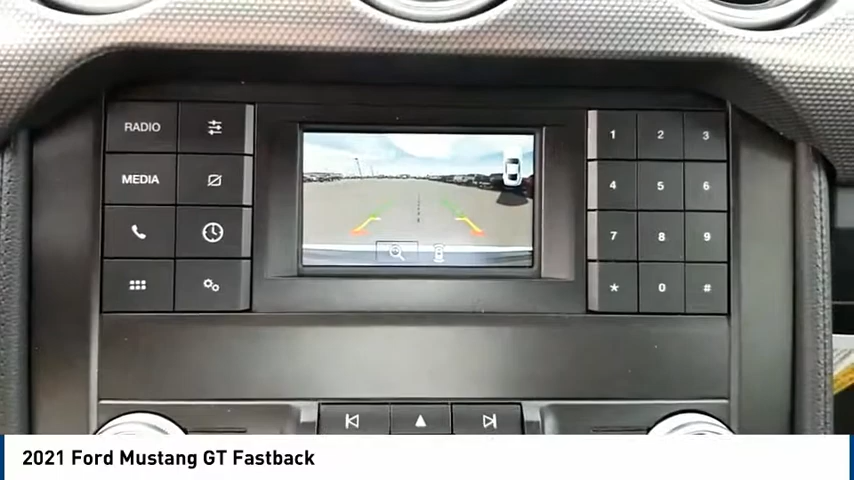 RADIO
MEDIA
1 2 3
4 5 6
7 8 9
* 0 #
2021 Ford Mustang GT Fastback